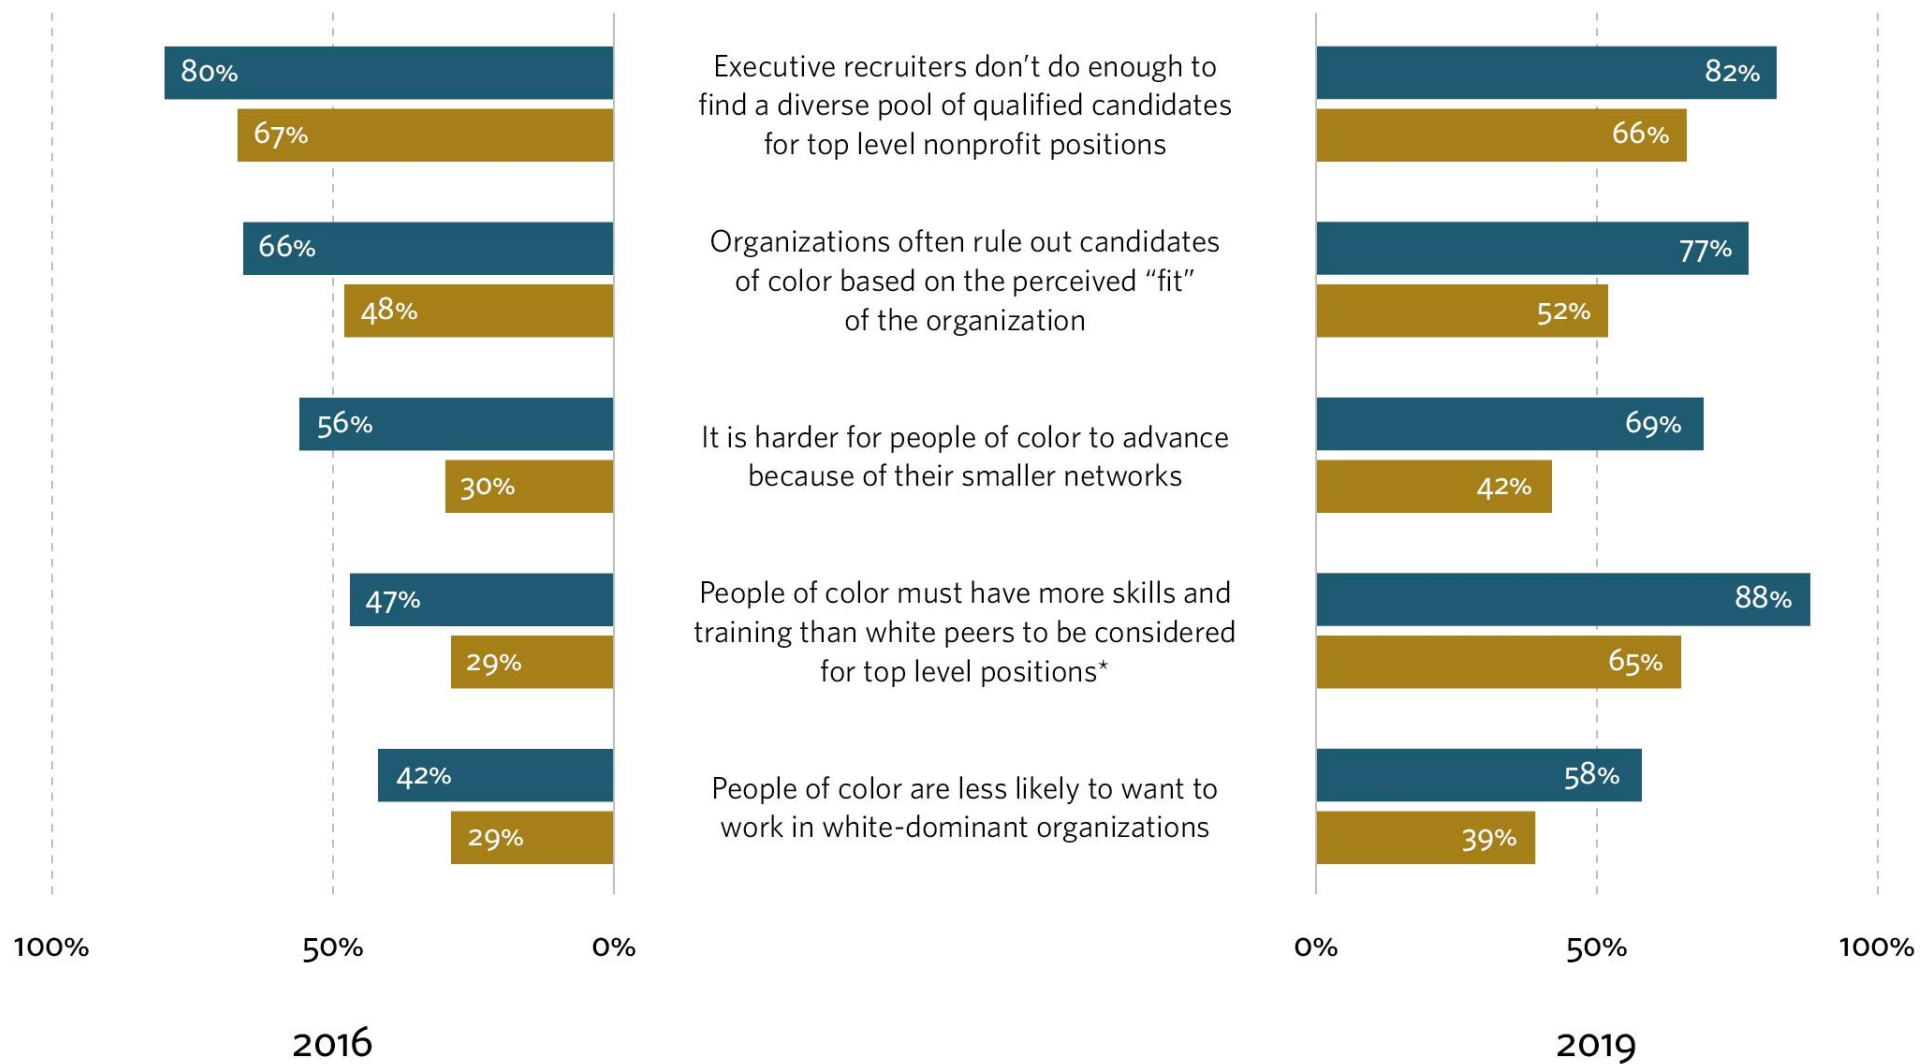 80%
67%
Executive recruiters don’t do enough to
find a diverse pool of qualified candidates
for top level nonprofit positions
82%
66%
66%
48%
Organizations often rule out candidates
of color based on the perceived “fit”
of the organization
77%
52%
56%
30%
It is harder for people of color to advance
because of their smaller networks
69%
42%
47%
29%
People of color must have more skills and
training than white peers to be considered
for top level positions*
88%
65%
42%
29%
People of color are less likely to want to
work in white-dominant organizations
58%
39%
100% 50% 0%
0% 50% 100%
2016
2019